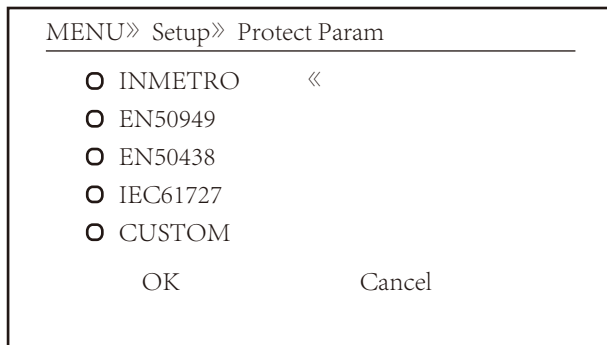 MENU》 Setup》 Protect Param
INMETRO 《
EN50949
EN50438
IEC61727
CUSTOM
OK Cancel